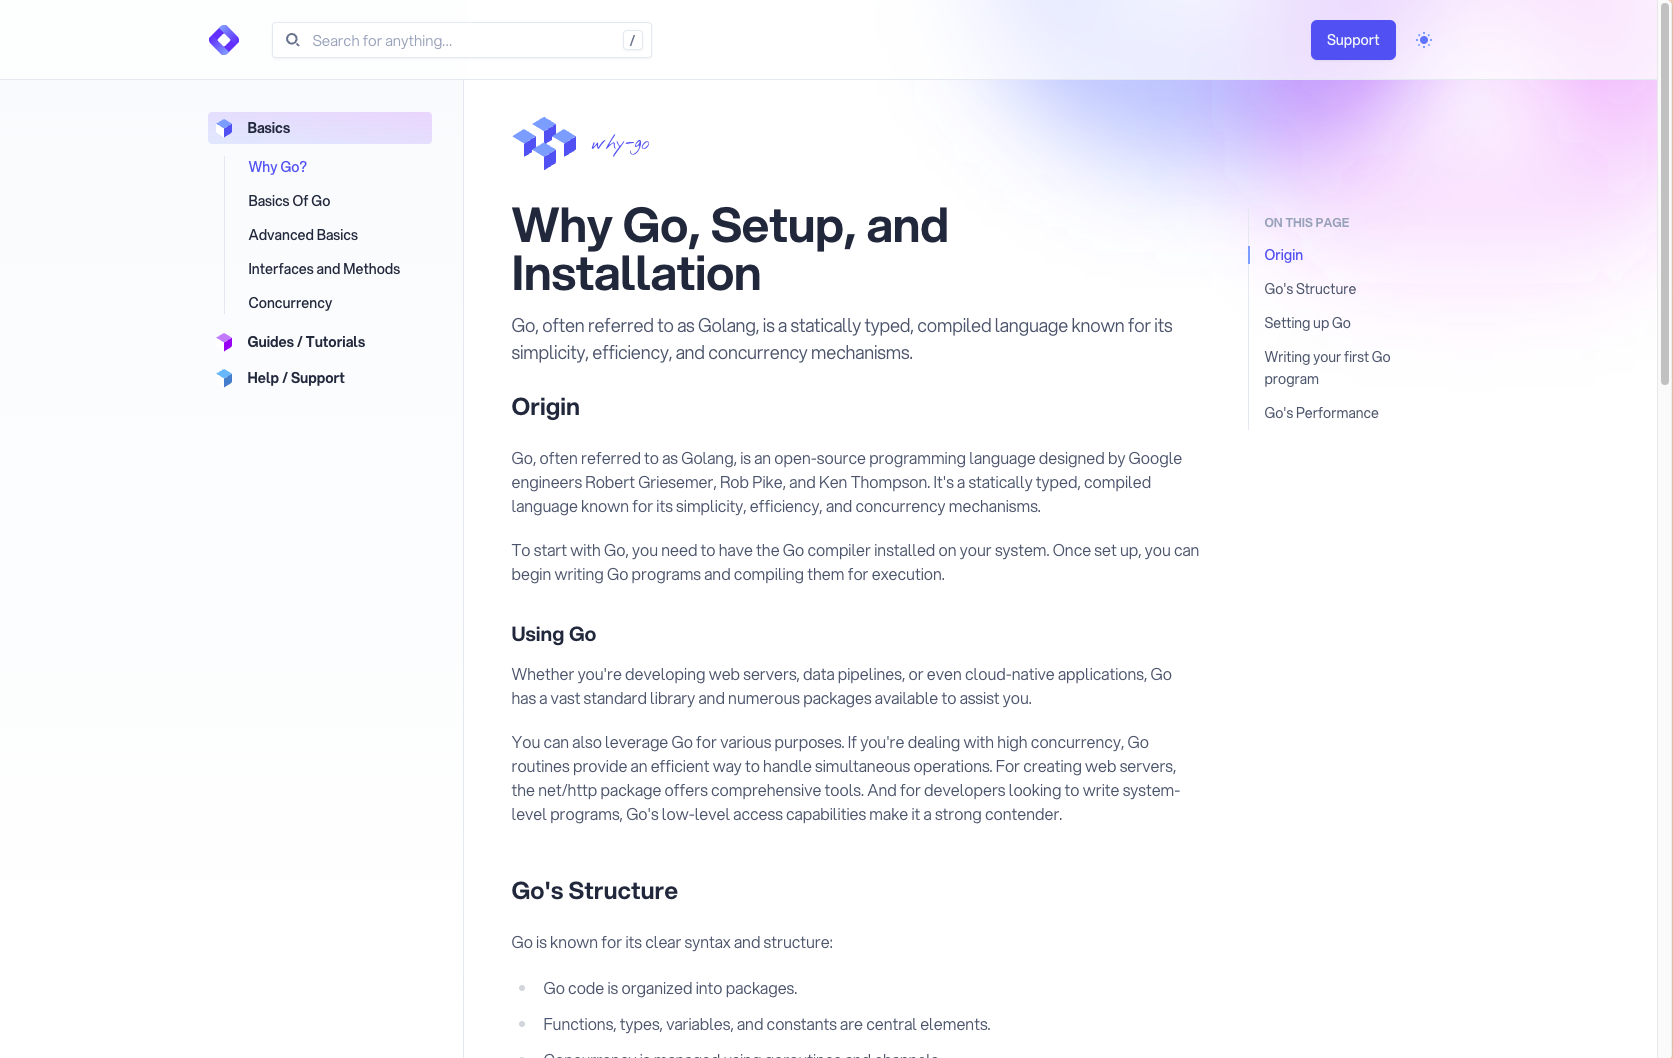 Search for anything...
/
Support
Basics
Why Go?
Basics Of Go
Advanced Basics
Interfaces and Methods
Concurrency
Guides / Tutorials
Help / Support
why-go
Why Go, Setup, and
Installation
Go, often referred to as Golang, is a statically typed, compiled language known for its
simplicity, efficiency, and concurrency mechanisms.
Origin
Go, often referred to as Golang, is an open-source programming language designed by Google
engineers Robert Griesemer, Rob Pike, and Ken Thompson. It's a statically typed, compiled
language known for its simplicity, efficiency, and concurrency mechanisms.
To start with Go, you need to have the Go compiler installed on your system. Once set up, you can
begin writing Go programs and compiling them for execution.
Using Go
Whether you're developing web servers, data pipelines, or even cloud-native applications, Go
has a vast standard library and numerous packages available to assist you.
You can also leverage Go for various purposes. If you're dealing with high concurrency, Go
routines provide an efficient way to handle simultaneous operations. For creating web servers,
the net/http package offers comprehensive tools. And for developers looking to write system-
level programs, Go's low-level access capabilities make it a strong contender.
Go's Structure
Go is known for its clear syntax and structure:
Go code is organized into packages.
Functions, types, variables, and constants are central elements.
Concurrency is managed using goroutines and channels.
ON THIS PAGE
Origin
Go's Structure
Setting up Go
Writing your first Go
program
Go's Performance